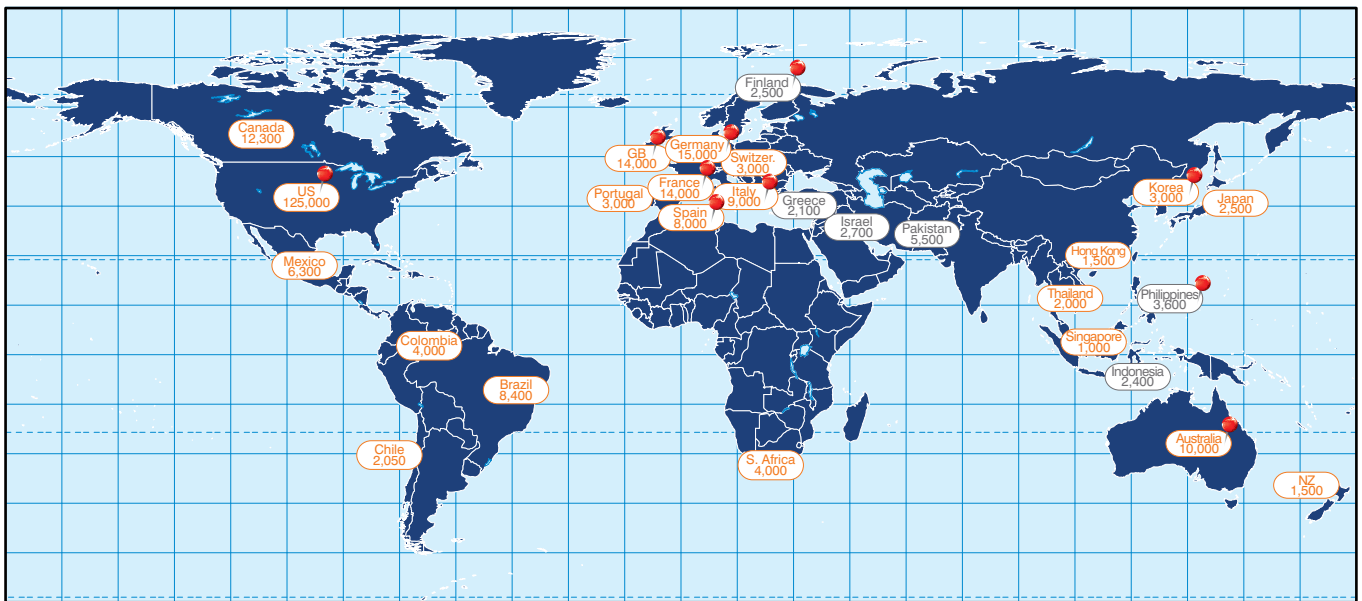 Finland
2,500
Canada
12,300
GB
14,000
Germany
15,000
Switzer.
3,000
US
125,000
Portugal
3,000
France
14,000
Italy
9,000
Spain
8,000
Greece
2,100
Israel
2,700
Pakistan
5,500
Korea
3,000
Japan
2,500
Mexico
6,300
Hong Kong
1,500
Thailand
2,000
Philippines
3,600
Colombia
4,000
Singapore
1,000
Indonesia
2,400
Brazil
8,400
Chile
2,050
S. Africa
4,000
Australia
10,000
NZ
1,500